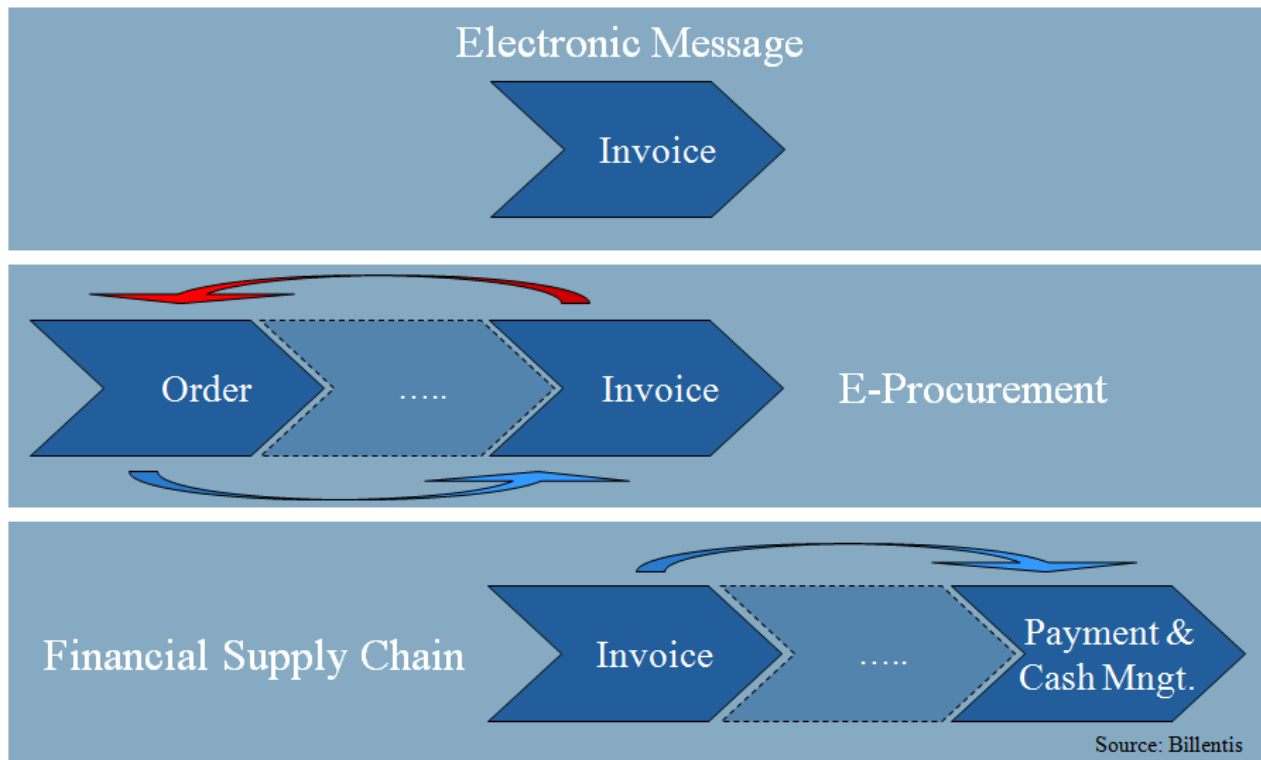 Electronic Message
Invoice
Order
.....
Invoice
E-Procurement
Financial Supply Chain
Invoice
.....
Payment &
Cash Mngt.
Source: Billentis